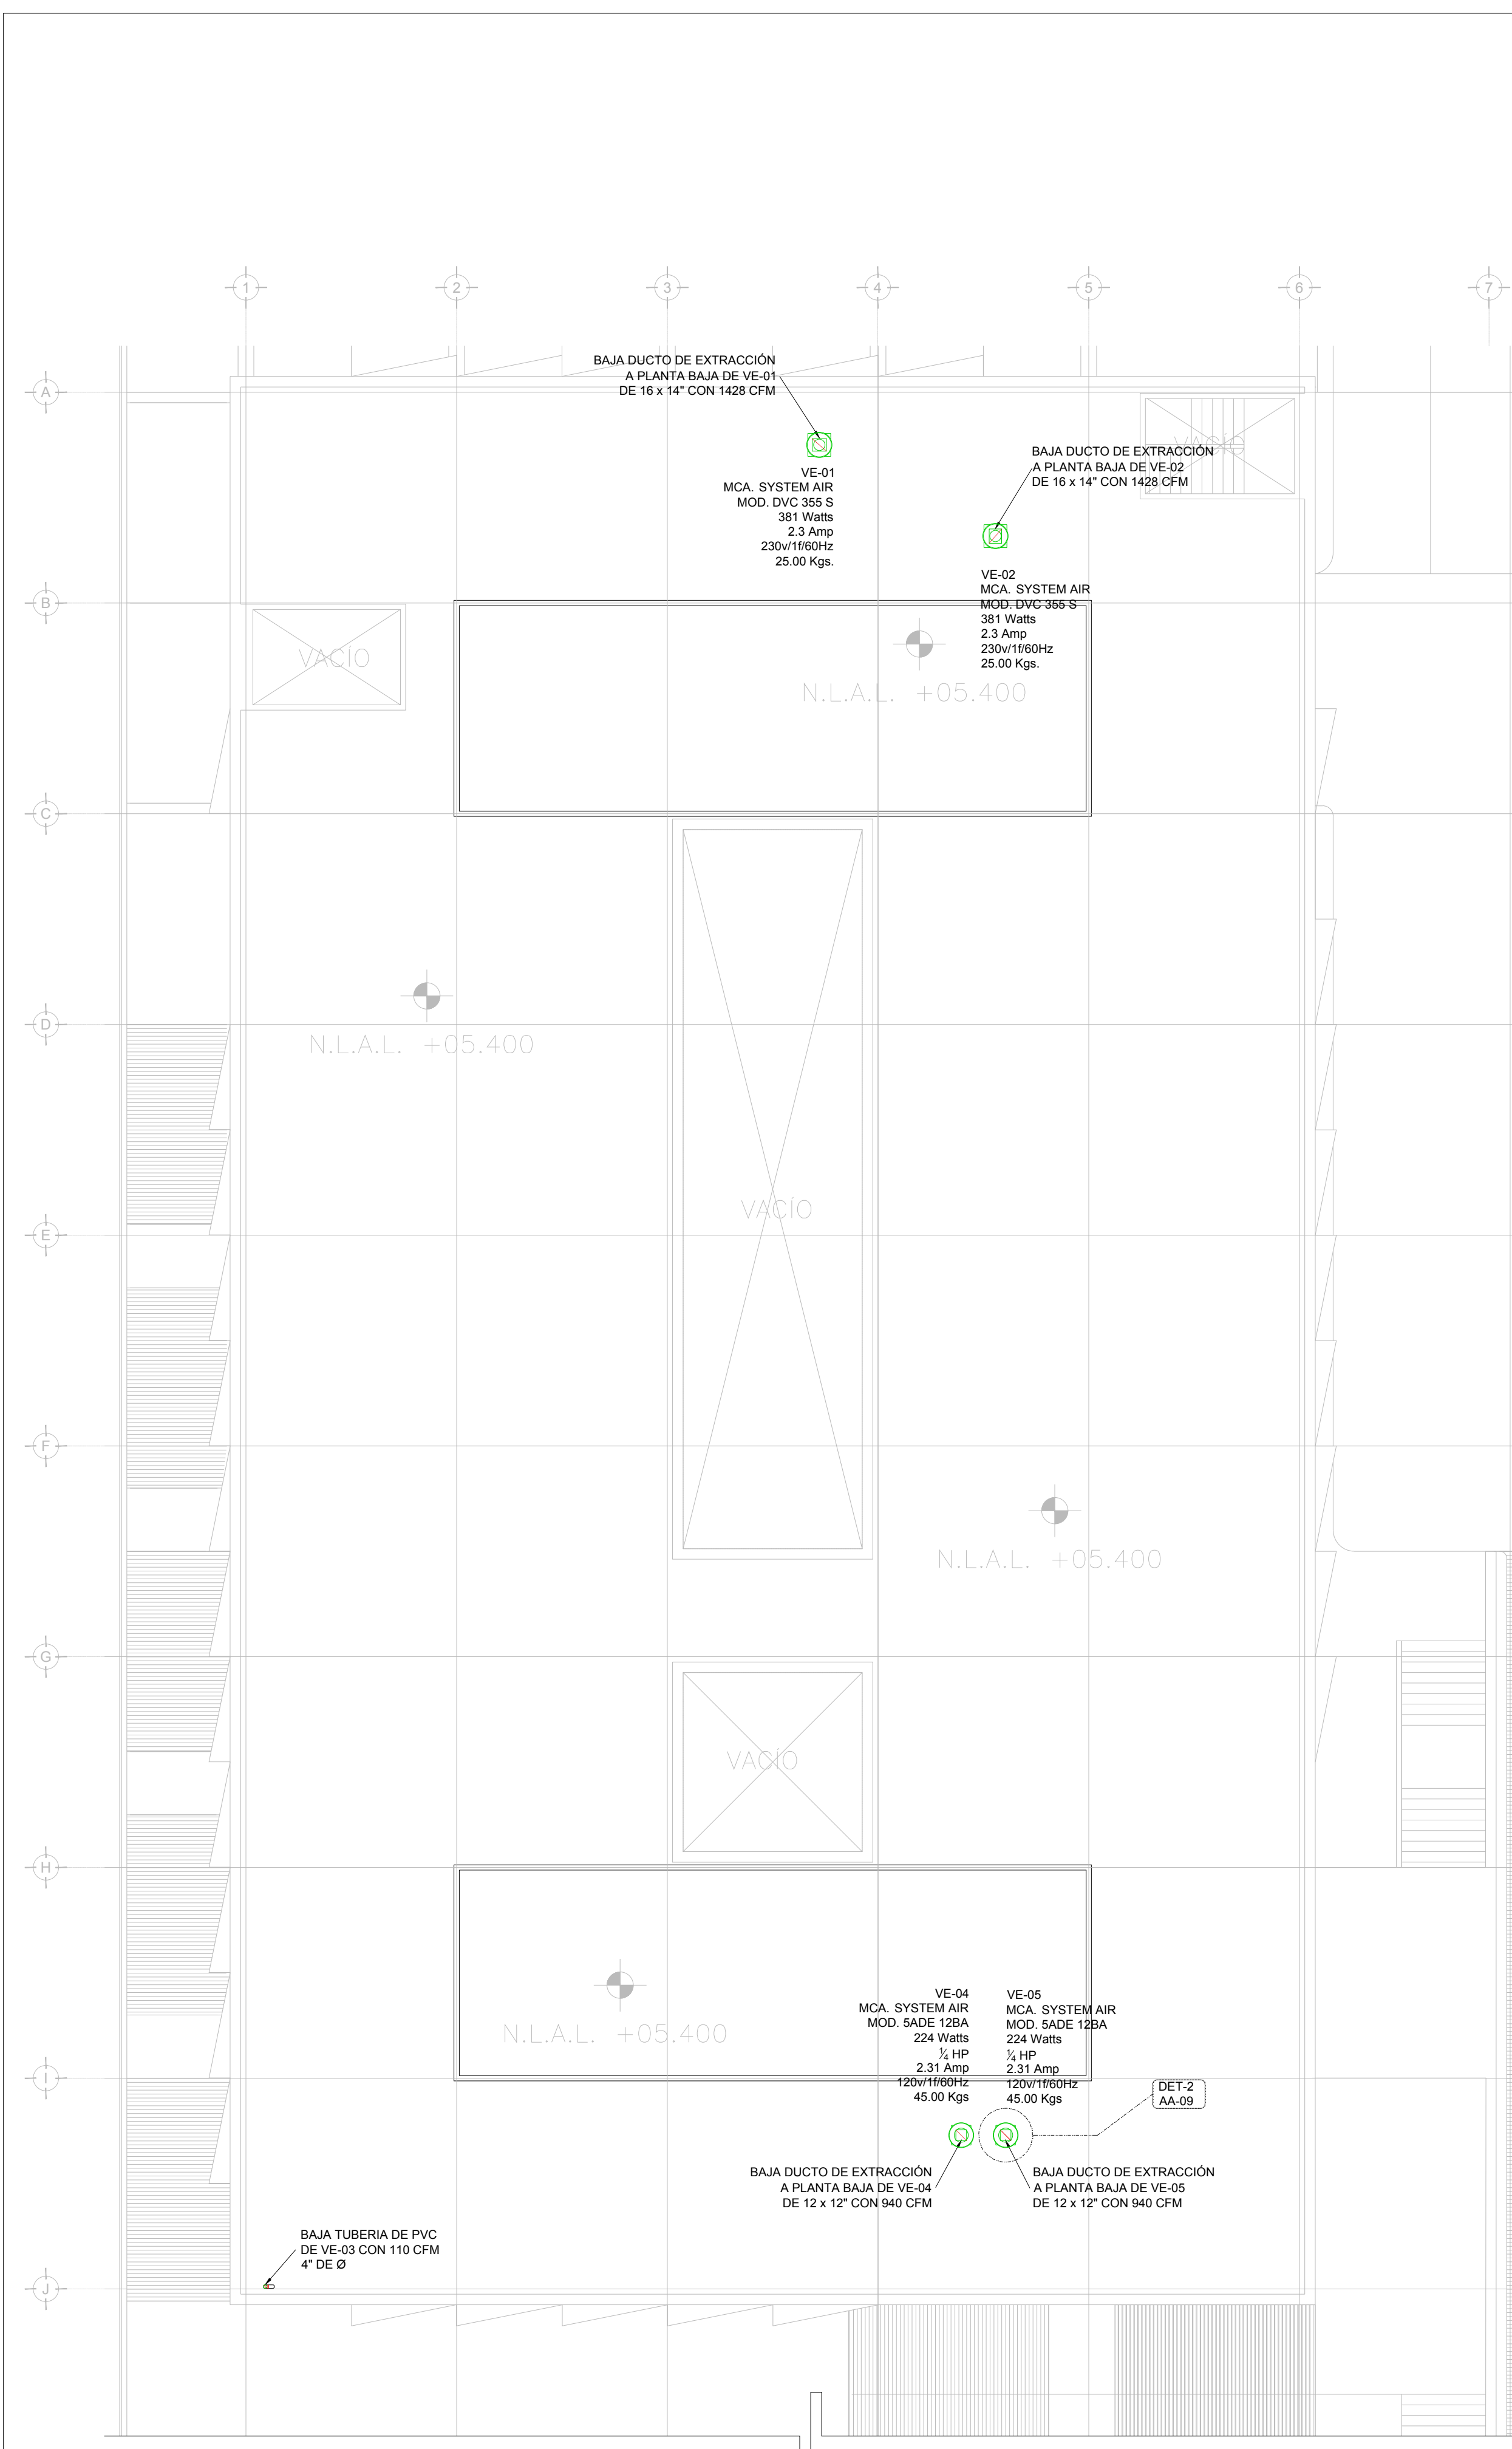 1
2
3
4
5
6
7
BAJA DUCTO DE EXTRACCIÓN
A PLANTA BAJA DE VE-01
DE 16 x 14" CON 1428 CFM
A
VE-01
MCA. SYSTEM AIR
MOD. DVC 355 S
381 Watts
2.3 Amp
230v/1f/60Hz
25.00 Kgs.
VACÍO
BAJA DUCTO DE EXTRACCIÓN
A PLANTA BAJA DE VE-02
DE 16 x 14" CON 1428 CFM
VE-02
MCA. SYSTEM AIR
MOD. DVC 355 S
381 Watts
2.3 Amp
230v/1f/60Hz
25.00 Kgs.
B
VACÍO
N.L.A.L. +05.400
C
D
N.L.A.L. +05.400
VACÍO
E
F
N.L.A.L. +05.400
G
VACÍO
H
N.L.A.L. +05.400
VE-04
MCA. SYSTEM AIR
MOD. 5ADE 12BA
224 Watts
¼ HP
2.31 Amp
120v/1f/60Hz
45.00 Kgs
VE-05
MCA. SYSTEM AIR
MOD. 5ADE 12BA
224 Watts
¼ HP
2.31 Amp
120v/1f/60Hz
45.00 Kgs
I
DET-2
AA-09
BAJA DUCTO DE EXTRACCIÓN
A PLANTA BAJA DE VE-04
DE 12 x 12" CON 940 CFM
BAJA DUCTO DE EXTRACCIÓN
A PLANTA BAJA DE VE-05
DE 12 x 12" CON 940 CFM
BAJA TUBERIA DE PVC
DE VE-03 CON 110 CFM
4" DE Ø
J